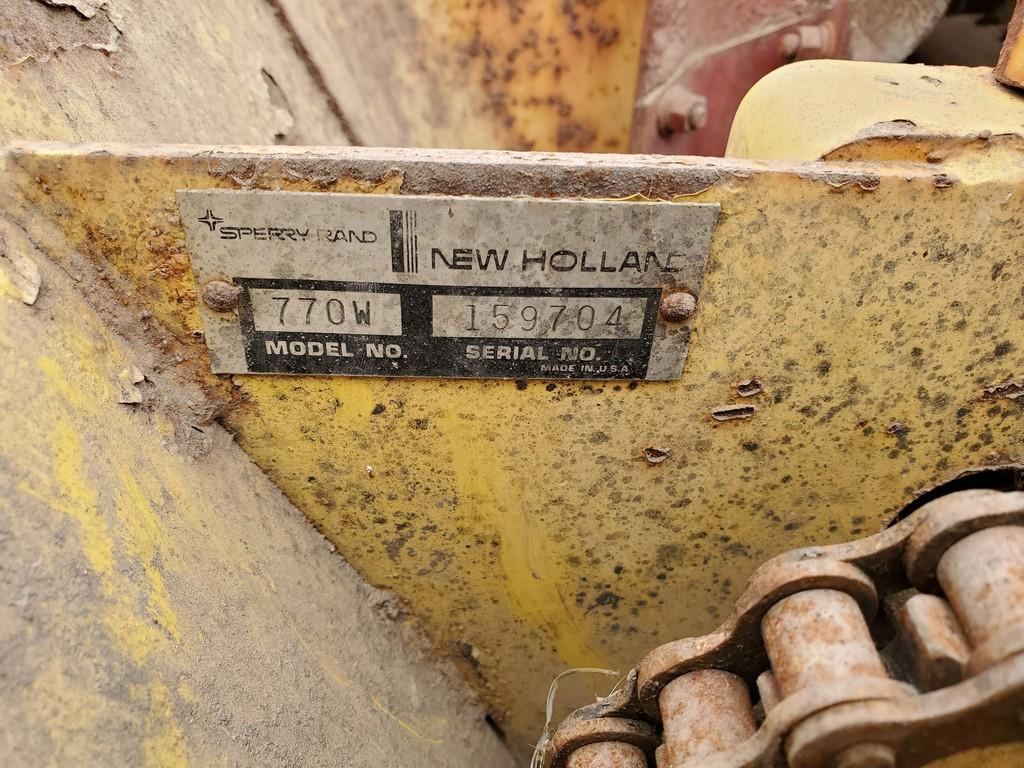 SPERRY RAND
NEW HOLLAND
770W
159704
MODEL NO.
SERIAL NO.
MADE IN U.S.A.